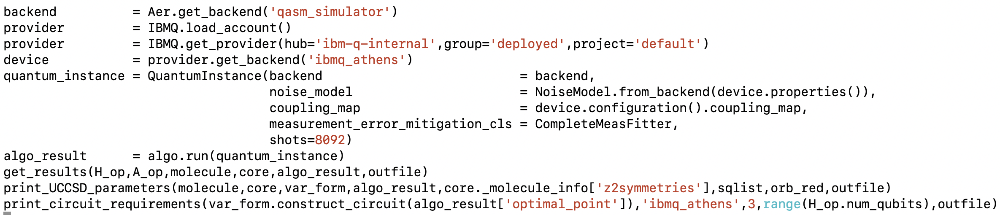 backend          = Aer.get_backend('qasm_simulator')
provider         = IBMQ.load_account()
provider         = IBMQ.get_provider(hub='ibm-q-internal',group='deployed',project='default')
device           = provider.get_backend('ibmq_athens')
quantum_instance = QuantumInstance(backend                          = backend,
                                   noise_model                      = NoiseModel.from_backend(device.properties()),
                                   coupling_map                     = device.configuration().coupling_map,
                                   measurement_error_mitigation_cls = CompleteMeasFitter,
                                   shots=8092)
algo_result      = algo.run(quantum_instance)
get_results(H_op,A_op,molecule,core,algo_result,outfile)
print_UCCSD_parameters(molecule,core,var_form,algo_result,core._molecule_info['z2symmetries'],sqlist,orb_red,outfile)
print_circuit_requirements(var_form.construct_circuit(algo_result['optimal_point']),'ibmq_athens',3,range(H_op.num_qubits),outfile)